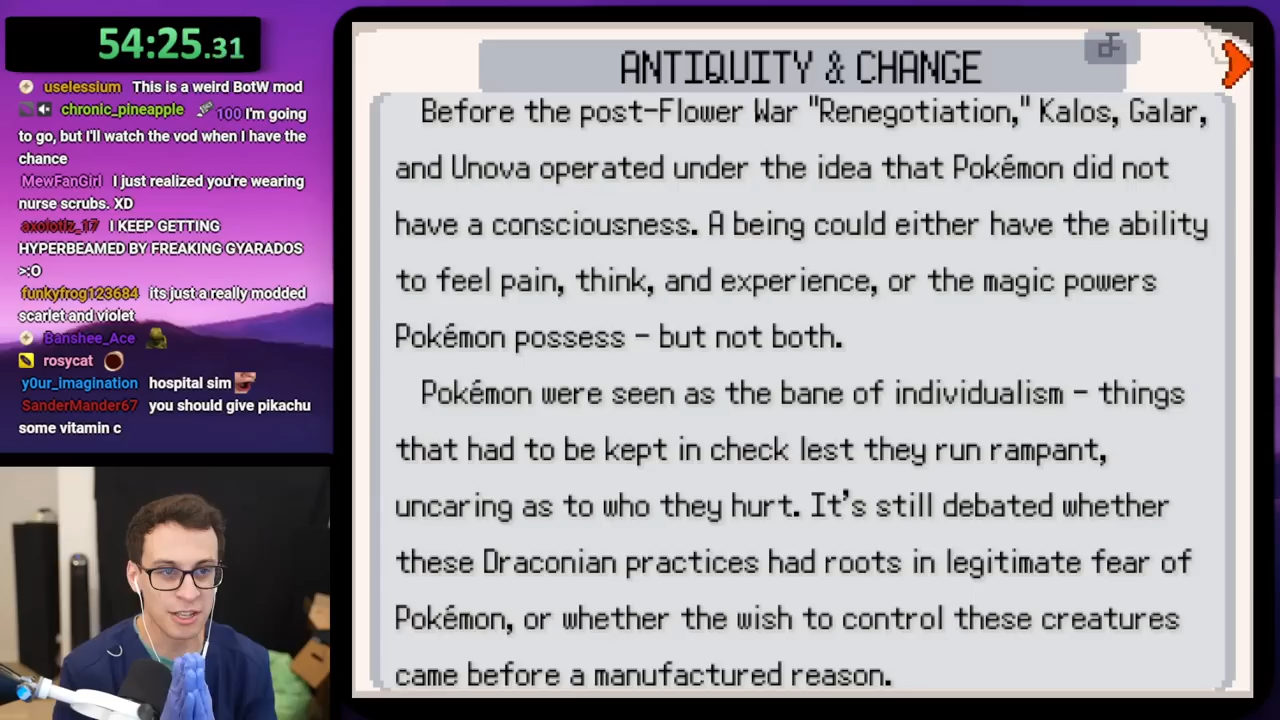 54:25.31
uselessium This is a weird BotW mod
chronic_pineapple 100 I'm going
to go, but I'll watch the vod when I have the
chance
MewFanGirl I just realized you're wearing
nurse scrubs. XD
axolotlz_17 I KEEP GETTING
HYPERBEAMED BY FREAKING GYARADOS
>:O
funkyfrog123684 its just a really modded
scarlet and violet
Banshee_Ace
rosycat
y0ur_imagination hospital sim
SanderMander67 you should give pikachu
some vitamin c
ANTIQUITY & CHANGE
Before the post-Flower War "Renegotiation," Kalos, Galar,
and Unova operated under the idea that Pokémon did not
have a consciousness. A being could either have the ability
to feel pain, think, and experience, or the magic powers
Pokémon possess - but not both.
Pokémon were seen as the bane of individualism - things
that had to be kept in check lest they run rampant,
uncaring as to who they hurt. It's still debated whether
these Draconian practices had roots in legitimate fear of
Pokémon, or whether the wish to control these creatures
came before a manufactured reason.